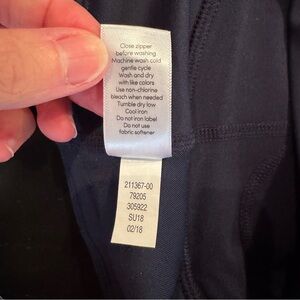 Close zipper
before washing
Machine wash cold
gentle cycle
Wash and dry
with like colors
Use non-chlorine
bleach when needed
Tumble dry low
Cool iron
Do not iron label
Do not use
fabric softener
211367-00
79205
305922
SU18
02/18